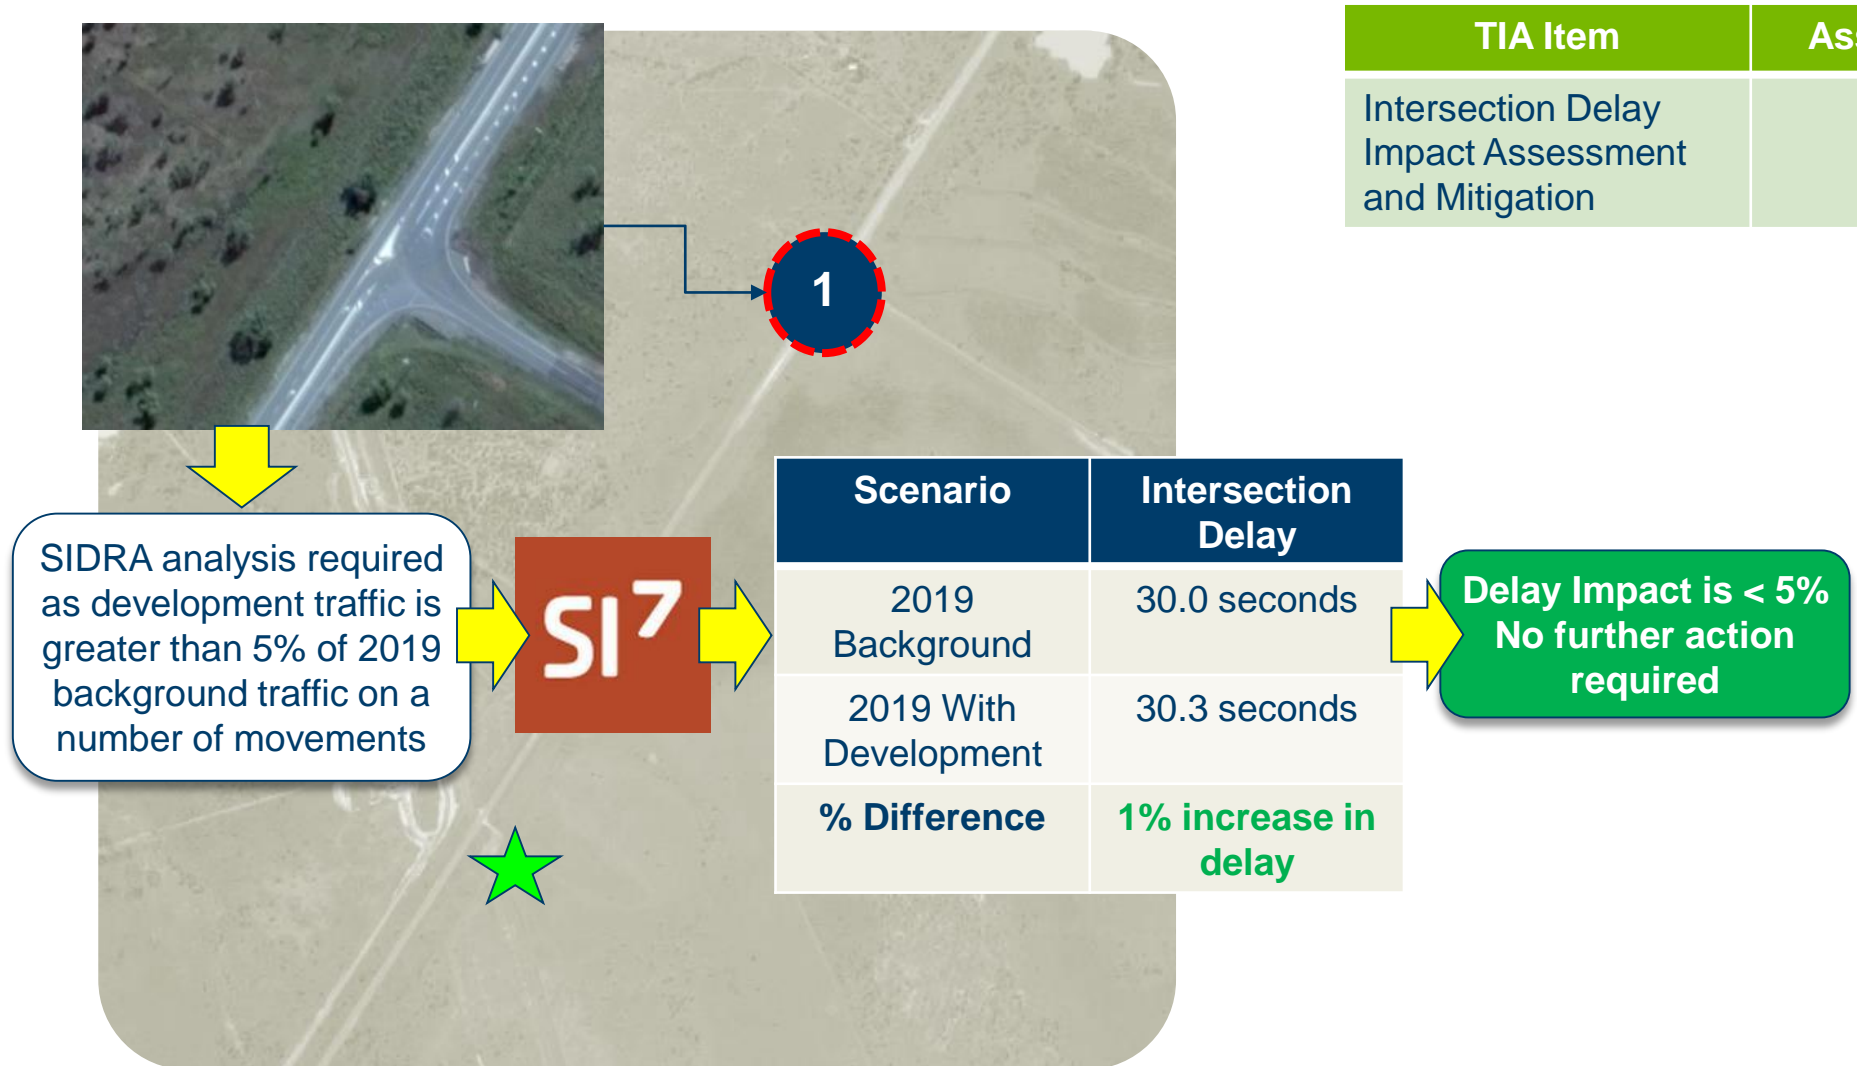 TIA Item
Intersection Delay
Impact Assessment
and Mitigation
1
SIDRA analysis required
as development traffic is
greater than 5% of 2019
background traffic on a
number of movements
SI7
Scenario
Intersection
Delay
2019
Background
30.0 seconds
2019 With
Development
30.3 seconds
% Difference
1% increase in
delay
Delay Impact is < 5%
No further action
required